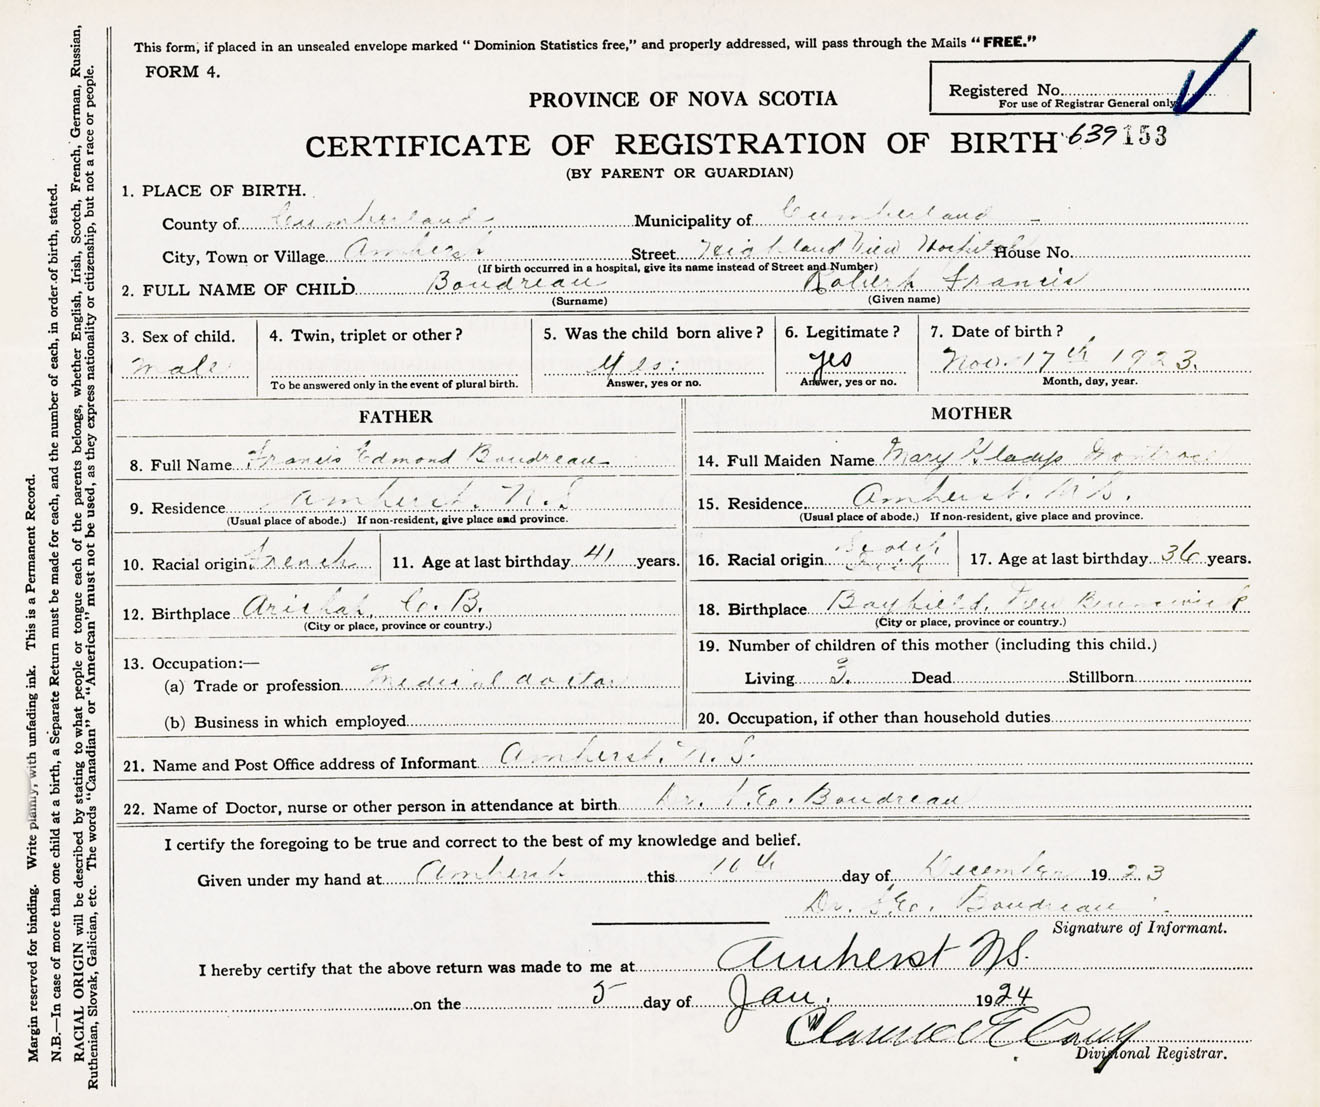 This form, if placed in an unsealed envelope marked “ Dominion Statistics free,” and properly addressed, will pass through the Mails “FREE.”
FORM 4.
Registered No.
For use of Registrar General only
PROVINCE OF NOVA SCOTIA
CERTIFICATE OF REGISTRATION OF BIRTH 639153
(BY PARENT OR GUARDIAN)
1. PLACE OF BIRTH.
County of Cumberland Municipality of Cumberland
City, Town or Village Amherst Street Highland View Hospital House No.
(If birth occurred in a hospital, give its name instead of Street and Number)
2. FULL NAME OF CHILD Boudreau Robert Francis
(Surname) (Given name)
3. Sex of child. Male
4. Twin, triplet or other ?
To be answered only in the event of plural birth.
5. Was the child born alive ? Yes:
Answer, yes or no.
6. Legitimate ? yes
Answer, yes or no.
7. Date of birth ? Nov. 17th 1923.
Month, day, year.
FATHER
8. Full Name Francis Edmond Boudreau
9. Residence Amherst. N.S
(Usual place of abode.) If non-resident, give place and province.
10. Racial origin French 11. Age at last birthday 41 years.
12. Birthplace Arichat, Co. B.
(City or place, province or country.)
13. Occupation:—
(a) Trade or profession Medical doctor
(b) Business in which employed
MOTHER
14. Full Maiden Name Mary Gladys
15. Residence Amherst. N.S.
(Usual place of abode.) If non-resident, give place and province.
16. Racial origin Scotch 17. Age at last birthday 36 years.
18. Birthplace Bayfield, New Brunswick
(City or place, province or country.)
19. Number of children of this mother (including this child.)
Living 3. Dead Stillborn
20. Occupation, if other than household duties
21. Name and Post Office address of Informant Amherst. N. S.
22. Name of Doctor, nurse or other person in attendance at birth Dr. Boudreau
I certify the foregoing to be true and correct to the best of my knowledge and belief.
Given under my hand at Amherst this 10th day of December 1923
Dr. Boudreau
Signature of Informant.
I hereby certify that the above return was made to me at Amherst NS.
on the 5 day of Jan. 1924
Clarence
Divisional Registrar.
Margin reserved for binding. Write plainly, with unfading ink. This is a Permanent Record.
N.B.—In case of more than one child at a birth, a Separate Return must be made for each, and the number of each, in order of birth, stated.
RACIAL ORIGIN will be described by stating to what people or tongue each of the parents belongs, whether English, Irish, Scotch, French, German, Russian,
Ruthenian, Slovak, Galician, etc. The words “Canadian” or “American” must not be used, as they express nationality or citizenship, but not a race or people.